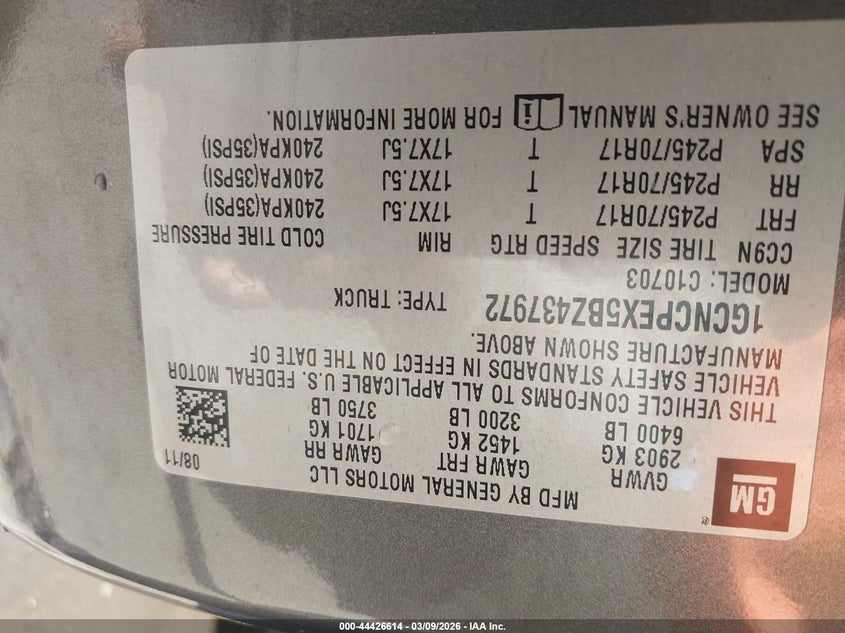 GM
®
MFD BY GENERAL MOTORS LLC
08/11
GVWR GAWR FRT GAWR RR
2903 KG 1452 KG 1701 KG
6400 LB 3200 LB 3750 LB
THIS VEHICLE CONFORMS TO ALL APPLICABLE U.S. FEDERAL MOTOR
VEHICLE SAFETY STANDARDS IN EFFECT ON THE DATE OF
MANUFACTURE SHOWN ABOVE.
1GCNCPEX5BZ437972 TYPE: TRUCK
MODEL: C10703
CC9N TIRE SIZE SPEED RTG RIM COLD TIRE PRESSURE
FRT P245/70R17 T 17X7.5J 240KPA(35PSI)
RR P245/70R17 T 17X7.5J 240KPA(35PSI)
SPA P245/70R17 T 17X7.5J 240KPA(35PSI)
SEE OWNER'S MANUAL FOR MORE INFORMATION.
000-44426614 - 03/09/2026 - IAA Inc.